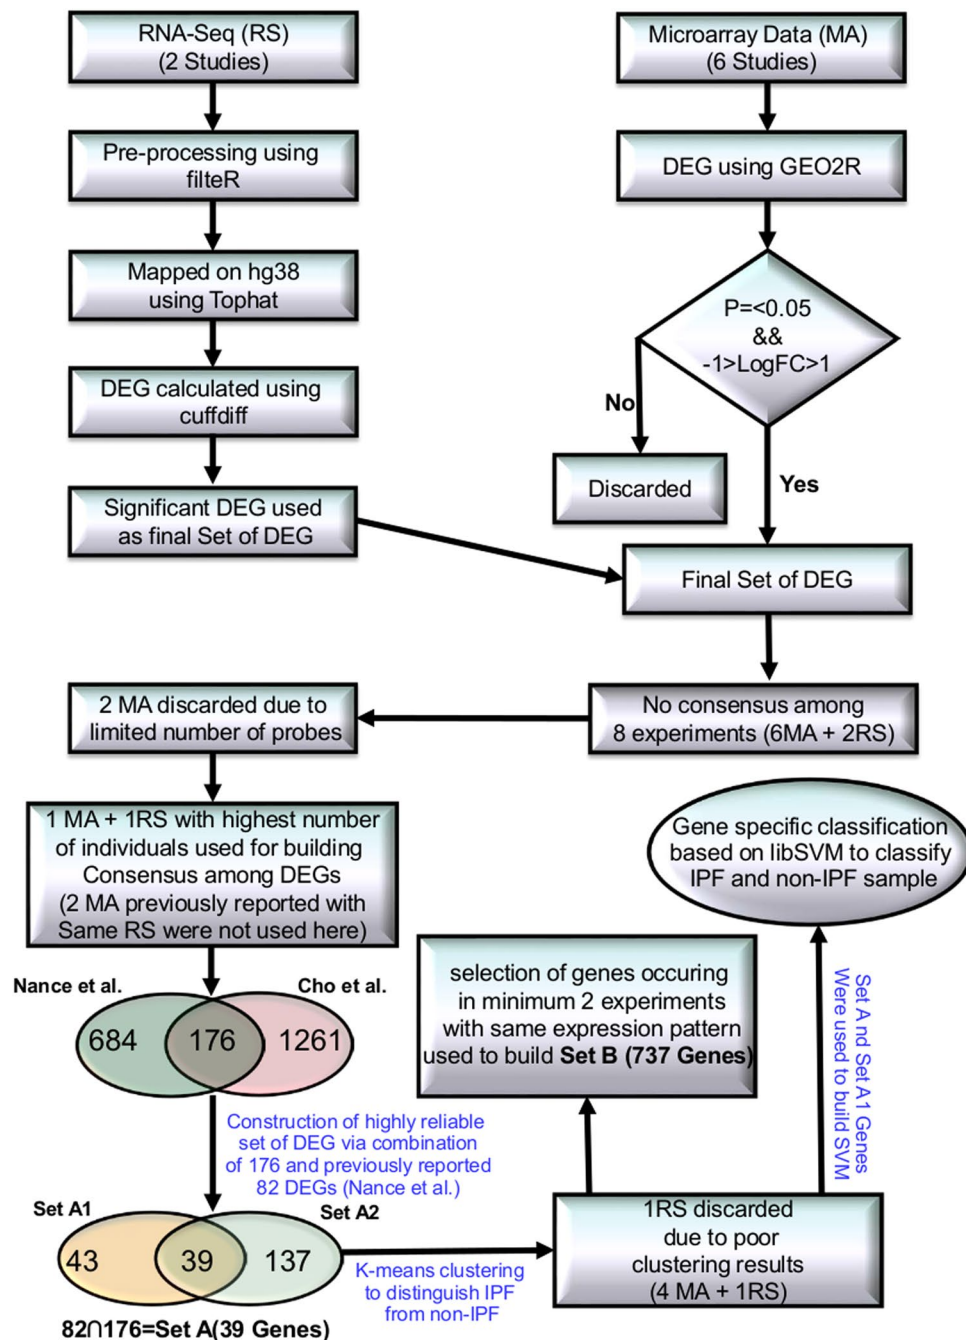 RNA-Seq (RS)
(2 Studies)
Pre-processing using
filteR
Mapped on hg38
using Tophat
DEG calculated using
cuffdiff
Significant DEG used
as final Set of DEG
Microarray Data (MA)
(6 Studies)
DEG using GEO2R
P=<0.05
&&
-1>LogFC>1
No
Discarded
Yes
Final Set of DEG
No consensus among
8 experiments (6MA + 2RS)
2 MA discarded due to
limited number of probes
1 MA + 1RS with highest number
of individuals used for building
Consensus among DEGs
(2 MA previously reported with
Same RS were not used here)
Nance et al.
Cho et al.
684
176
1261
Construction of highly reliable
set of DEG via combination
of 176 and previously reported
82 DEGs (Nance et al.)
Set A1
Set A2
43
39
137
82∩176=Set A(39 Genes)
K-means clustering
to distinguish IPF
from non-IPF
1RS discarded
due to poor
clustering results
(4 MA + 1RS)
selection of genes occuring
in minimum 2 experiments
with same expression pattern
used to build Set B (737 Genes)
Set A nd Set A1 Genes
Were used to build SVM
Gene specific classification
based on libSVM to classify
IPF and non-IPF sample